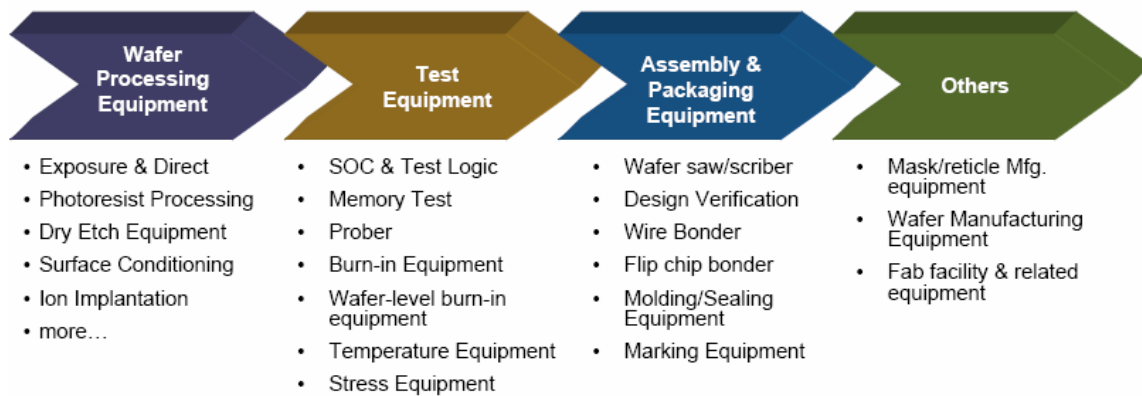 Wafer
Processing
Equipment
• Exposure & Direct
• Photoresist Processing
• Dry Etch Equipment
• Surface Conditioning
• Ion Implantation
• more…
Test
Equipment
• SOC & Test Logic
• Memory Test
• Prober
• Burn-in Equipment
• Wafer-level burn-in
equipment
• Temperature Equipment
• Stress Equipment
Assembly &
Packaging
Equipment
• Wafer saw/scriber
• Design Verification
• Wire Bonder
• Flip chip bonder
• Molding/Sealing
Equipment
• Marking Equipment
Others
• Mask/reticle Mfg.
equipment
• Wafer Manufacturing
Equipment
• Fab facility & related
equipment